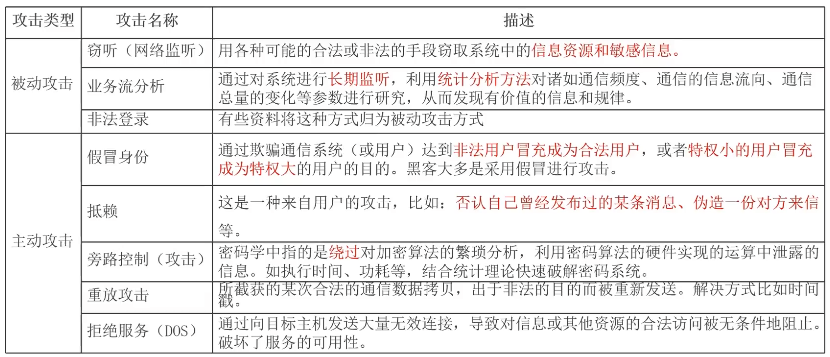 攻击类型 攻击名称 描述
被动攻击
窃听（网络监听） 用各种可能的合法或非法的手段窃取系统中的信息资源和敏感信息。
业务流分析
通过对系统进行长期监听，利用统计分析方法对诸如通信频度、通信的信息流向、通信
总量的变化等参数进行研究，从而发现有价值的信息和规律。
非法登录 有些资料将这种方式归为被动攻击方式
主动攻击
假冒身份
通过欺骗通信系统（或用户）达到非法用户冒充成为合法用户，或者特权小的用户冒充
成为特权大的用户的目的。黑客大多是采用假冒进行攻击。
抵赖
这是一种来自用户的攻击，比如：否认自己曾经发布过的某条消息、伪造一份对方来信
等。
旁路控制（攻击）
密码学中指的是绕过对加密算法的繁琐分析，利用密码算法的硬件实现的运算中泄露的
信息。如执行时间、功耗等，结合统计理论快速破解密码系统。
重放攻击
所截获的某次合法的通信数据拷贝，出于非法的目的而被重新发送。解决方式比如时间
戳。
拒绝服务（DOS）
通过向目标主机发送大量无效连接，导致对信息或其他资源的合法访问被无条件地阻止。
破坏了服务的可用性。